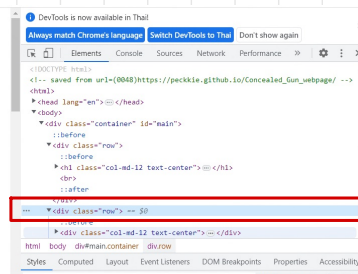 DevTools is now available in Thai!
Always match Chrome's language Switch DevTools to Thai Don't show again
Elements Console Sources Network Performance »
<!DOCTYPE html>
<!-- saved from url=(0048)https://peckkie.github.io/Concealed_Gun_webpage/ -->
<html>
<head lang="en"> … </head>
<body>
<div class="container" id="main">
::before
<div class="row">
::before
<h1 class="col-md-12 text-center"> … </h1>
<br>
::after
</div>
… <div class="row"> == $0
::before
<div class="col-md-12 text-center"> … </div>
html body div#main.container div.row
Styles Computed Layout Event Listeners DOM Breakpoints Properties Accessibility